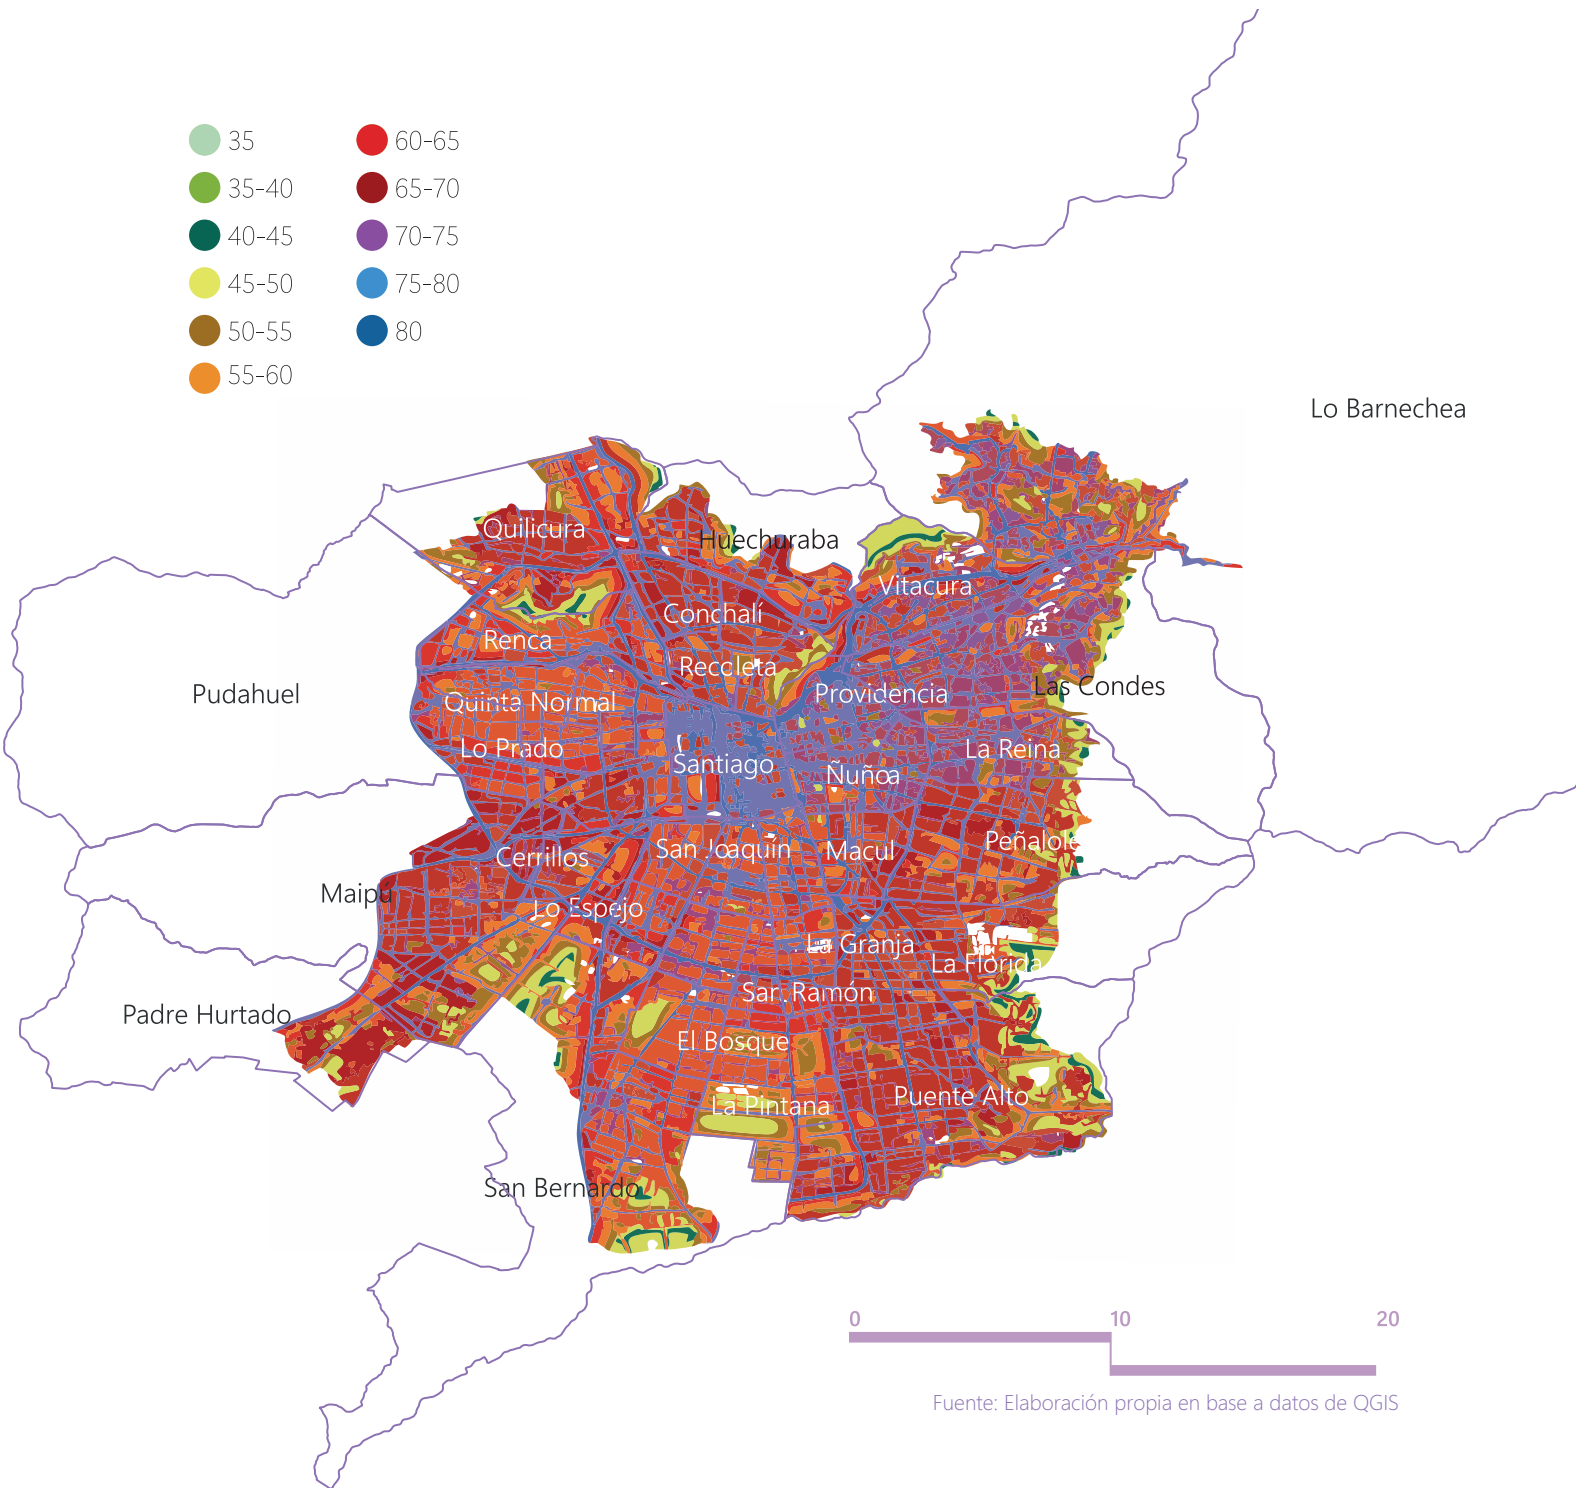 35
35-40
40-45
45-50
50-55
55-60
60-65
65-70
70-75
75-80
80
Lo Barnechea
Quilicura
Huechuraba
Vitacura
Conchalí
Renca
Recoleta
Pudahuel
Quinta Normal
Providencia
Las Condes
Lo Prado
Santiago
Ñuñoa
La Reina
Cerrillos
San Joaquín
Macul
Peñalole
Maipú
Lo Espejo
La Granja
La Florida
Padre Hurtado
San Ramón
El Bosque
La Pintana
Puente Alto
San Bernardo
0 10 20
Fuente: Elaboración propia en base a datos de QGIS